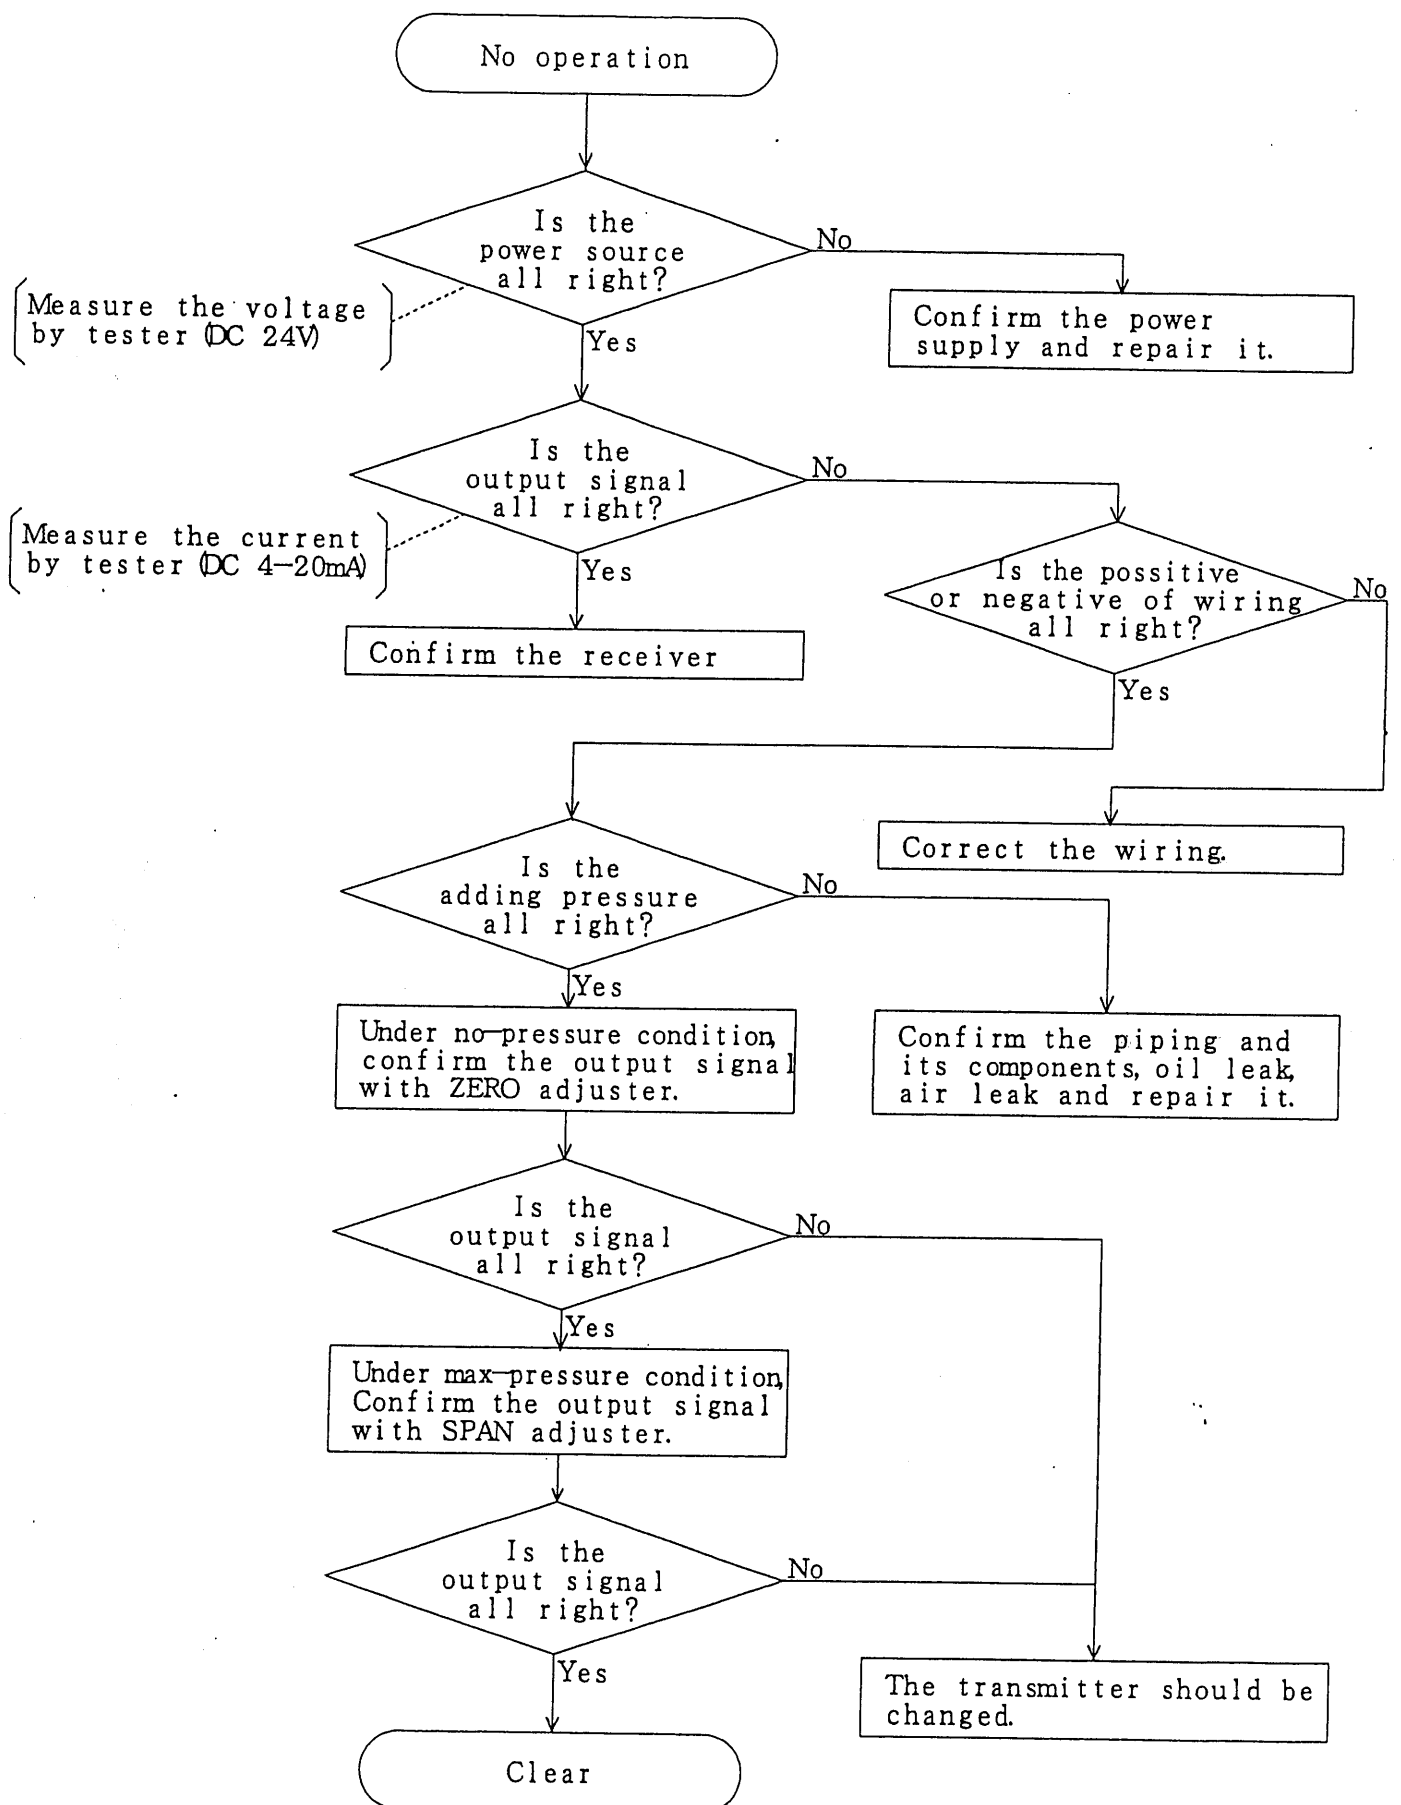 No operation
Is the
power source
all right?
No
Measure the voltage
by tester (DC 24V)
Yes
Confirm the power
supply and repair it.
Is the
output signal
all right?
No
Measure the current
by tester (DC 4-20mA)
Yes
Is the possitive
or negative of wiring
all right?
No
Confirm the receiver
Yes
Correct the wiring.
Is the
adding pressure
all right?
No
Yes
Under no-pressure condition,
confirm the output signal
with ZERO adjuster.
Confirm the piping and
its components, oil leak,
air leak and repair it.
Is the
output signal
all right?
No
Yes
Under max-pressure condition,
Confirm the output signal
with SPAN adjuster.
Is the
output signal
all right?
No
Yes
The transmitter should be
changed.
Clear